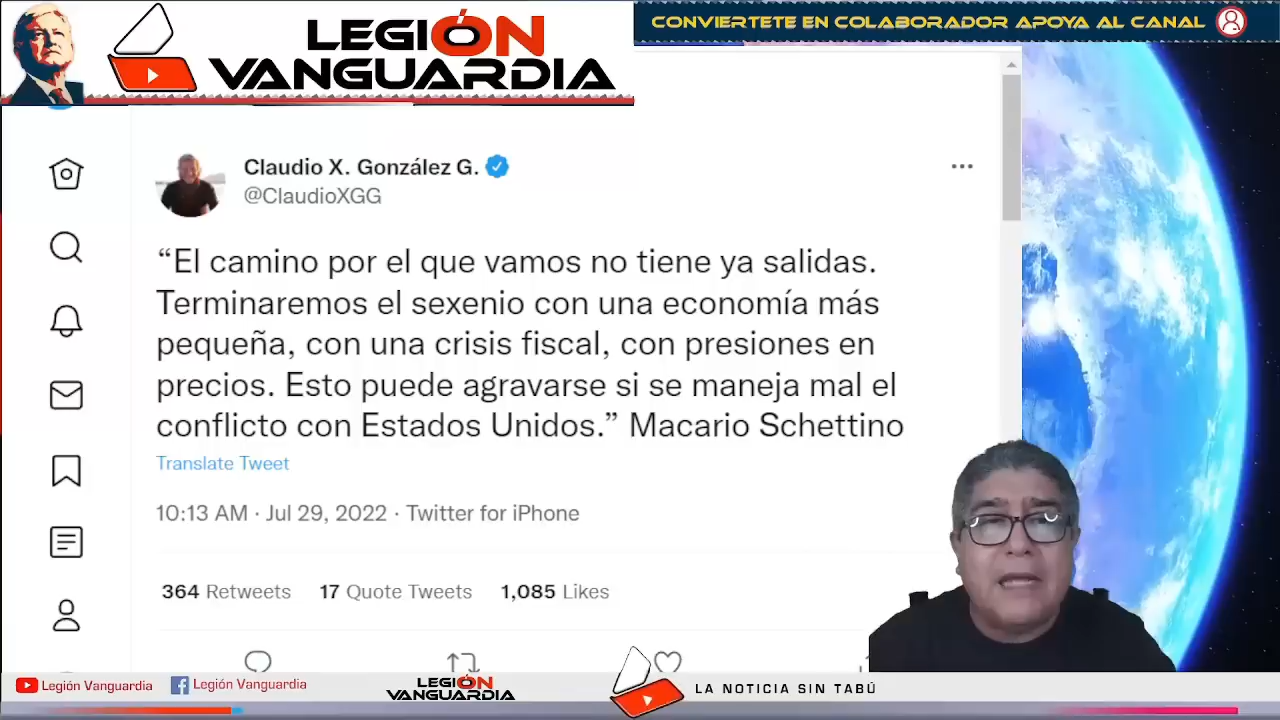 LEGIÓN
VANGUARDIA
CONVIERTETE EN COLABORADOR APOYA AL CANAL
Claudio X. González G.
@ClaudioXGG
“El camino por el que vamos no tiene ya salidas.
Terminaremos el sexenio con una economía más
pequeña, con una crisis fiscal, con presiones en
precios. Esto puede agravarse si se maneja mal el
conflicto con Estados Unidos.” Macario Schettino
Translate Tweet
10:13 AM · Jul 29, 2022 · Twitter for iPhone
364 Retweets 17 Quote Tweets 1,085 Likes
Legión Vanguardia
Legión Vanguardia
LEGIÓN
VANGUARDIA
LA NOTICIA SIN TABÚ